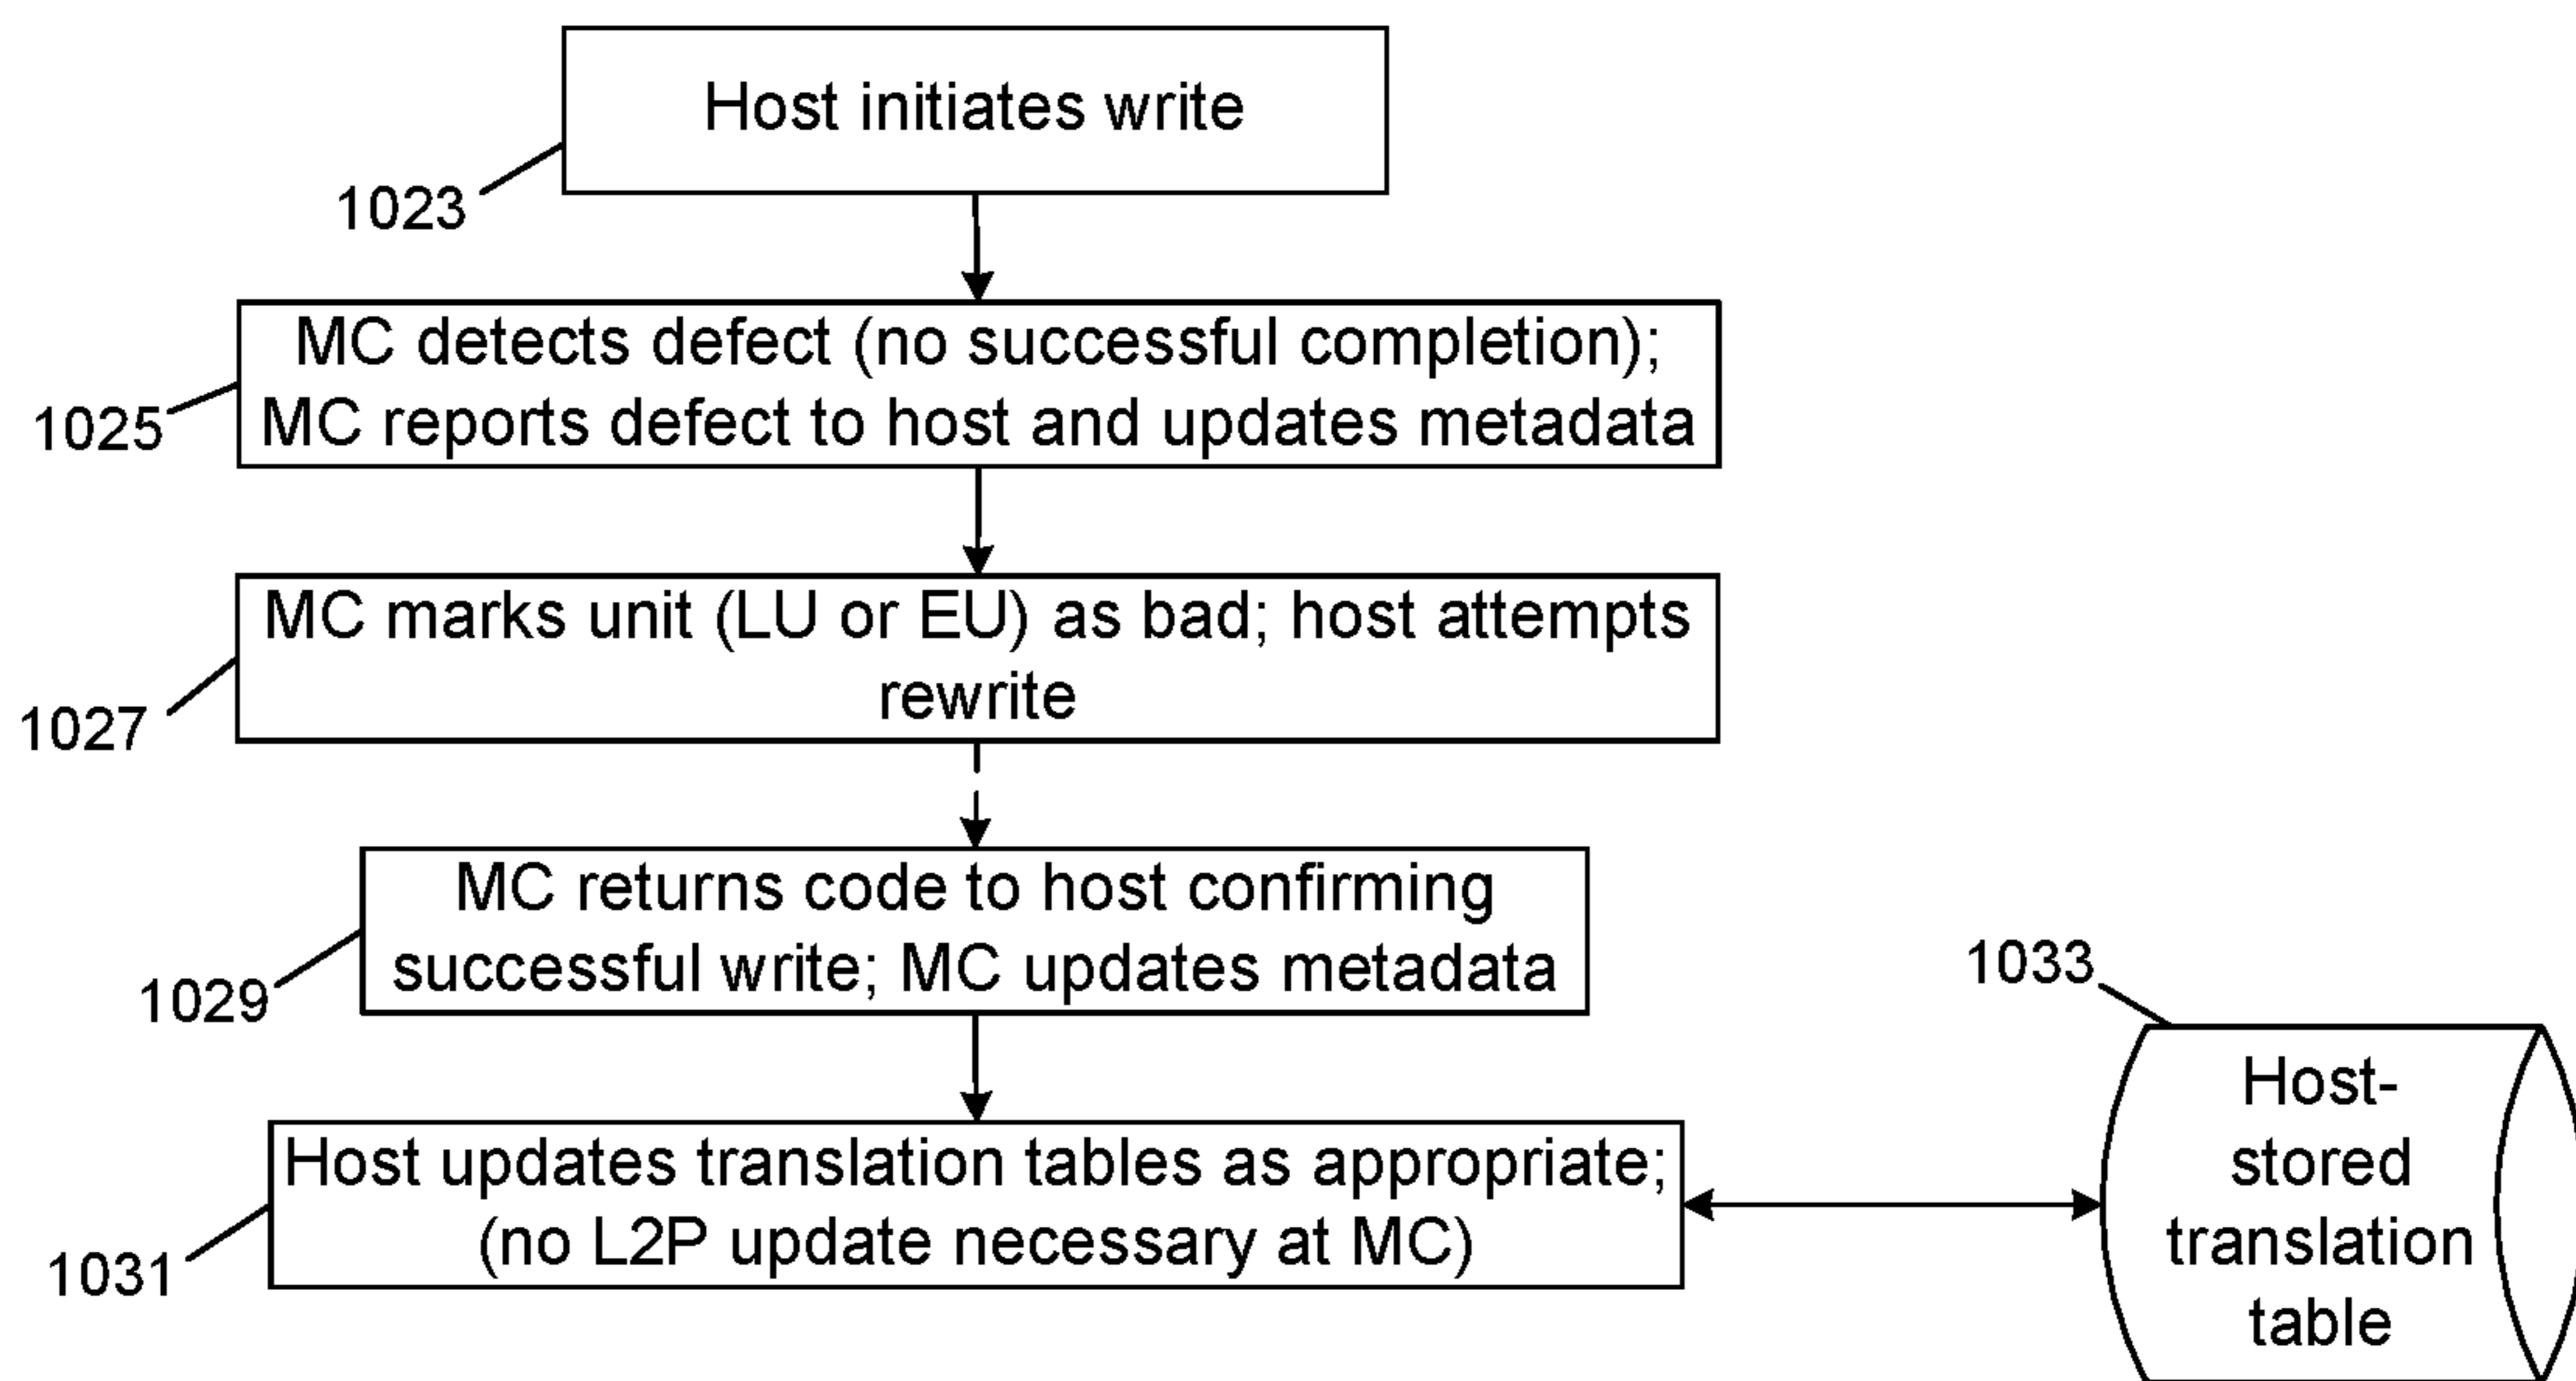 Host initiates write
1023
MC detects defect (no successful completion);
MC reports defect to host and updates metadata
1025
MC marks unit (LU or EU) as bad; host attempts
rewrite
1027
MC returns code to host confirming
successful write; MC updates metadata
1029
Host updates translation tables as appropriate;
(no L2P update necessary at MC)
1031
1033
Host-
stored
translation
table